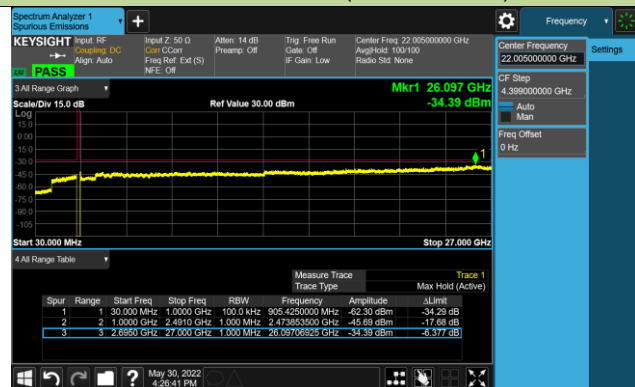 Spectrum Analyzer 1
Spurious Emissions
Frequency
KEYSIGHT Input: RF Input Z: 50 Ω Atten: 14 dB Trig: Free Run Center Freq: 22.005000000 GHz
Coupling: DC Corr CCorr Preamp: Off Gate: Off Avg|Hold: 100/100
Align: Auto Freq Ref: Ext (S) IF Gain: Low Radio Std: None
NFE: Off
LXI PASS
Center Frequency
22.005000000 GHz
Settings
CF Step
4.399000000 GHz
Auto
Man
Freq Offset
0 Hz
3 All Range Graph
Mkr1 26.097 GHz
Scale/Div 15.0 dB Ref Value 30.00 dBm -34.39 dBm
Log
15.0
0.00
-15.0
-30.0
-45.0
-60.0
-75.0
-90.0
-105
1
Start 30.000 MHz Stop 27.000 GHz
4 All Range Table
Measure Trace Trace 1
Trace Type Max Hold (Active)
Spur Range Start Freq Stop Freq RBW Frequency Amplitude ΔLimit
1 1 30.000 MHz 1.0000 GHz 100.0 kHz 905.4250000 MHz -62.30 dBm -34.29 dB
2 2 1.0000 GHz 2.4910 GHz 1.000 MHz 2.473853500 GHz -45.69 dBm -17.68 dB
3 3 2.6950 GHz 27.000 GHz 1.000 MHz 26.09706925 GHz -34.39 dBm -6.377 dB
May 30, 2022
4:26:41 PM